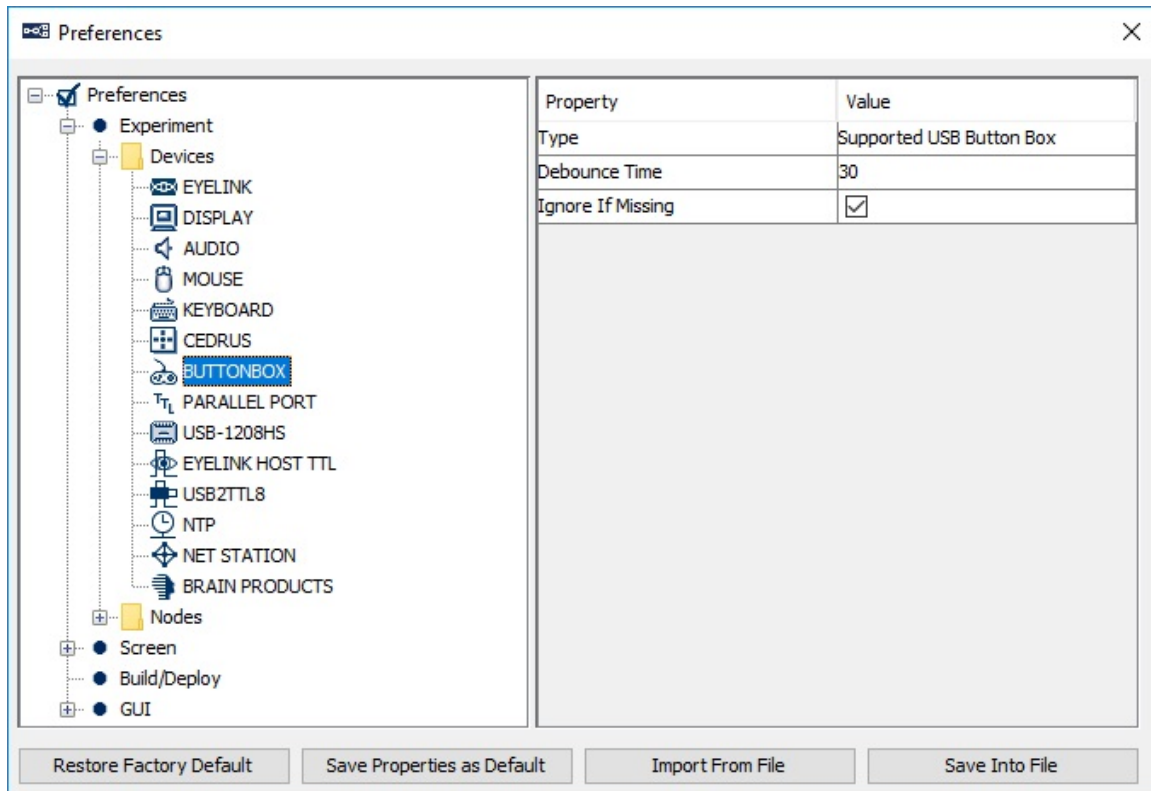 Preferences
Preferences
Experiment
Devices
EYELINK
DISPLAY
AUDIO
MOUSE
KEYBOARD
CEDRUS
BUTTONBOX
TTL PARALLEL PORT
USB-1208HS
EYELINK HOST TTL
USB2TTL8
NTP
NET STATION
BRAIN PRODUCTS
Nodes
Screen
Build/Deploy
GUI
Property Value
Type Supported USB Button Box
Debounce Time 30
Ignore If Missing
Restore Factory Default Save Properties as Default Import From File Save Into File